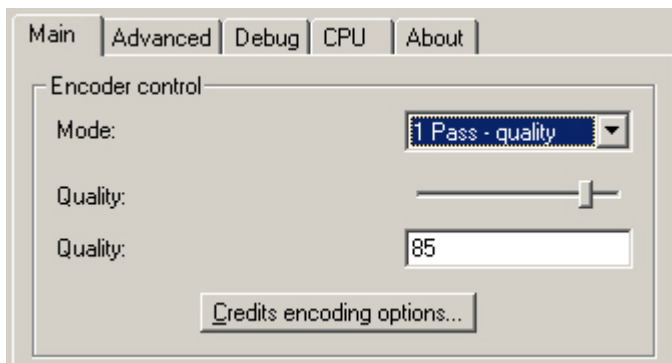 Main Advanced Debug CPU About
Encoder control
Mode: 1 Pass - quality
Quality:
Quality: 85
Credits encoding options...